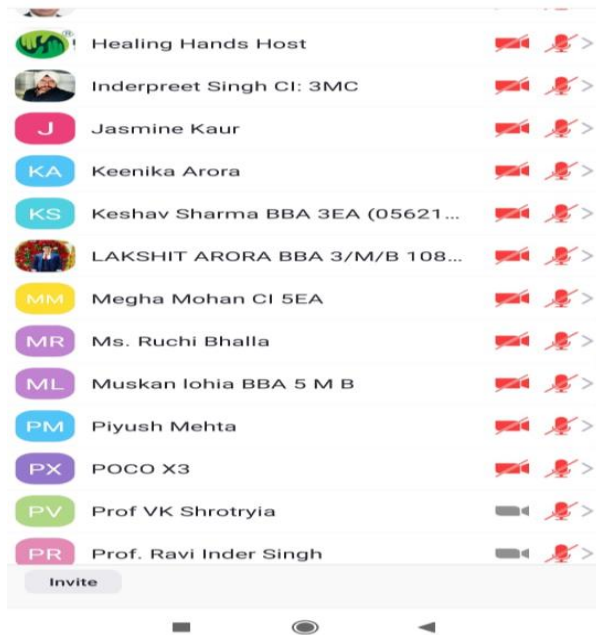 Healing Hands Host
Inderpreet Singh CI: 3MC
J Jasmine Kaur
KA Keenika Arora
KS Keshav Sharma BBA 3EA (05621...
LAKSHIT ARORA BBA 3/M/B 108...
MM Megha Mohan CI 5EA
MR Ms. Ruchi Bhalla
ML Muskan lohia BBA 5 M B
PM Piyush Mehta
PX POCO X3
PV Prof VK Shrotryia
PR Prof. Ravi Inder Singh
Invite